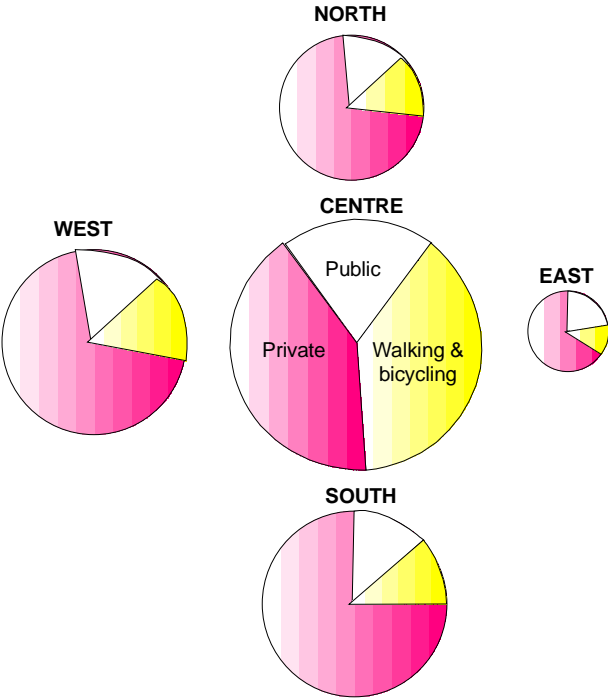 NORTH
CENTRE
WEST
EAST
Public
Private
Walking &
bicycling
SOUTH